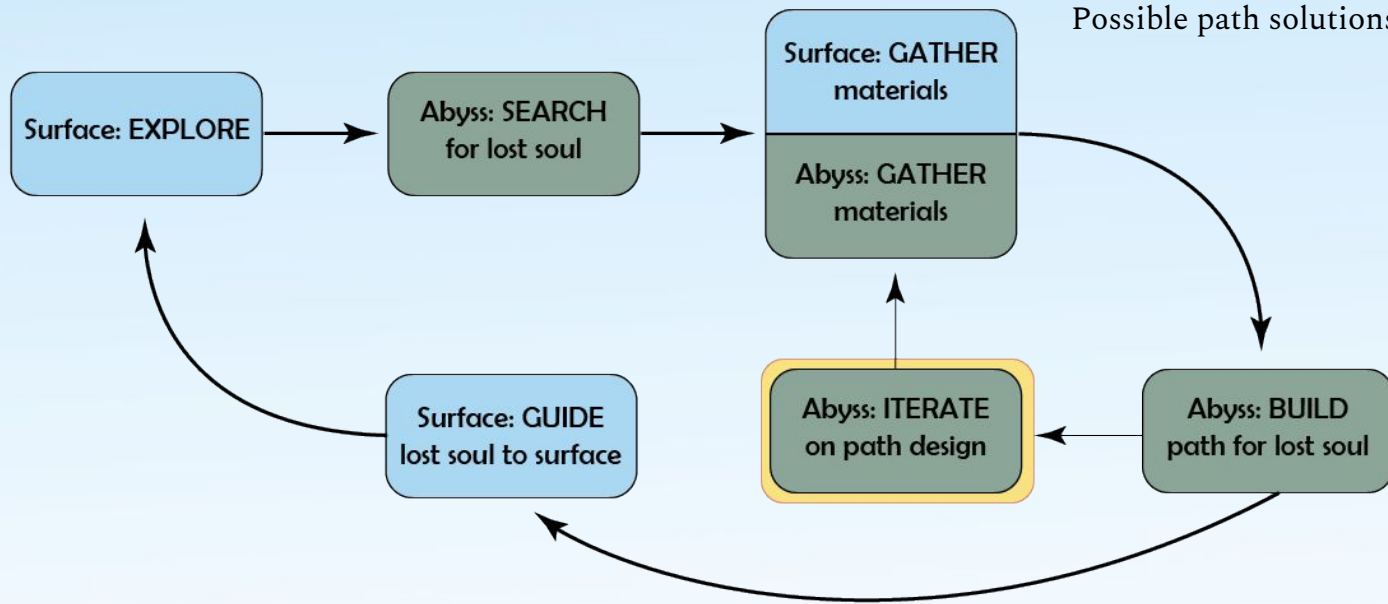 Possible path solutions
Surface: EXPLORE
Abyss: SEARCH
for lost soul
Surface: GATHER
materials
Abyss: GATHER
materials
Surface: GUIDE
lost soul to surface
Abyss: ITERATE
on path design
Abyss: BUILD
path for lost soul